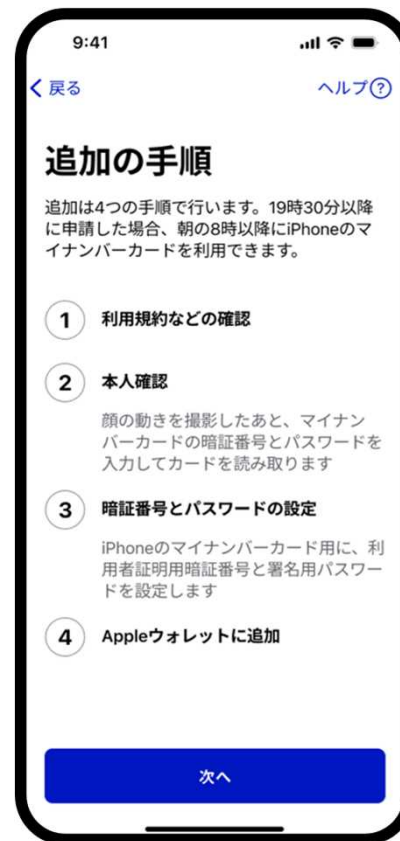 9:41
戻る
ヘルプ?
追加の手順
追加は4つの手順で行います。19時30分以降
に申請した場合、朝の8時以降にiPhoneのマ
イナンバーカードを利用できます。
1 利用規約などの確認
2 本人確認
顔の動きを撮影したあと、マイナン
バーカードの暗証番号とパスワードを
入力してカードを読み取ります
3 暗証番号とパスワードの設定
iPhoneのマイナンバーカード用に、利
用者証明用暗証番号と署名用パスワー
ドを設定します
4 Appleウォレットに追加
次へ